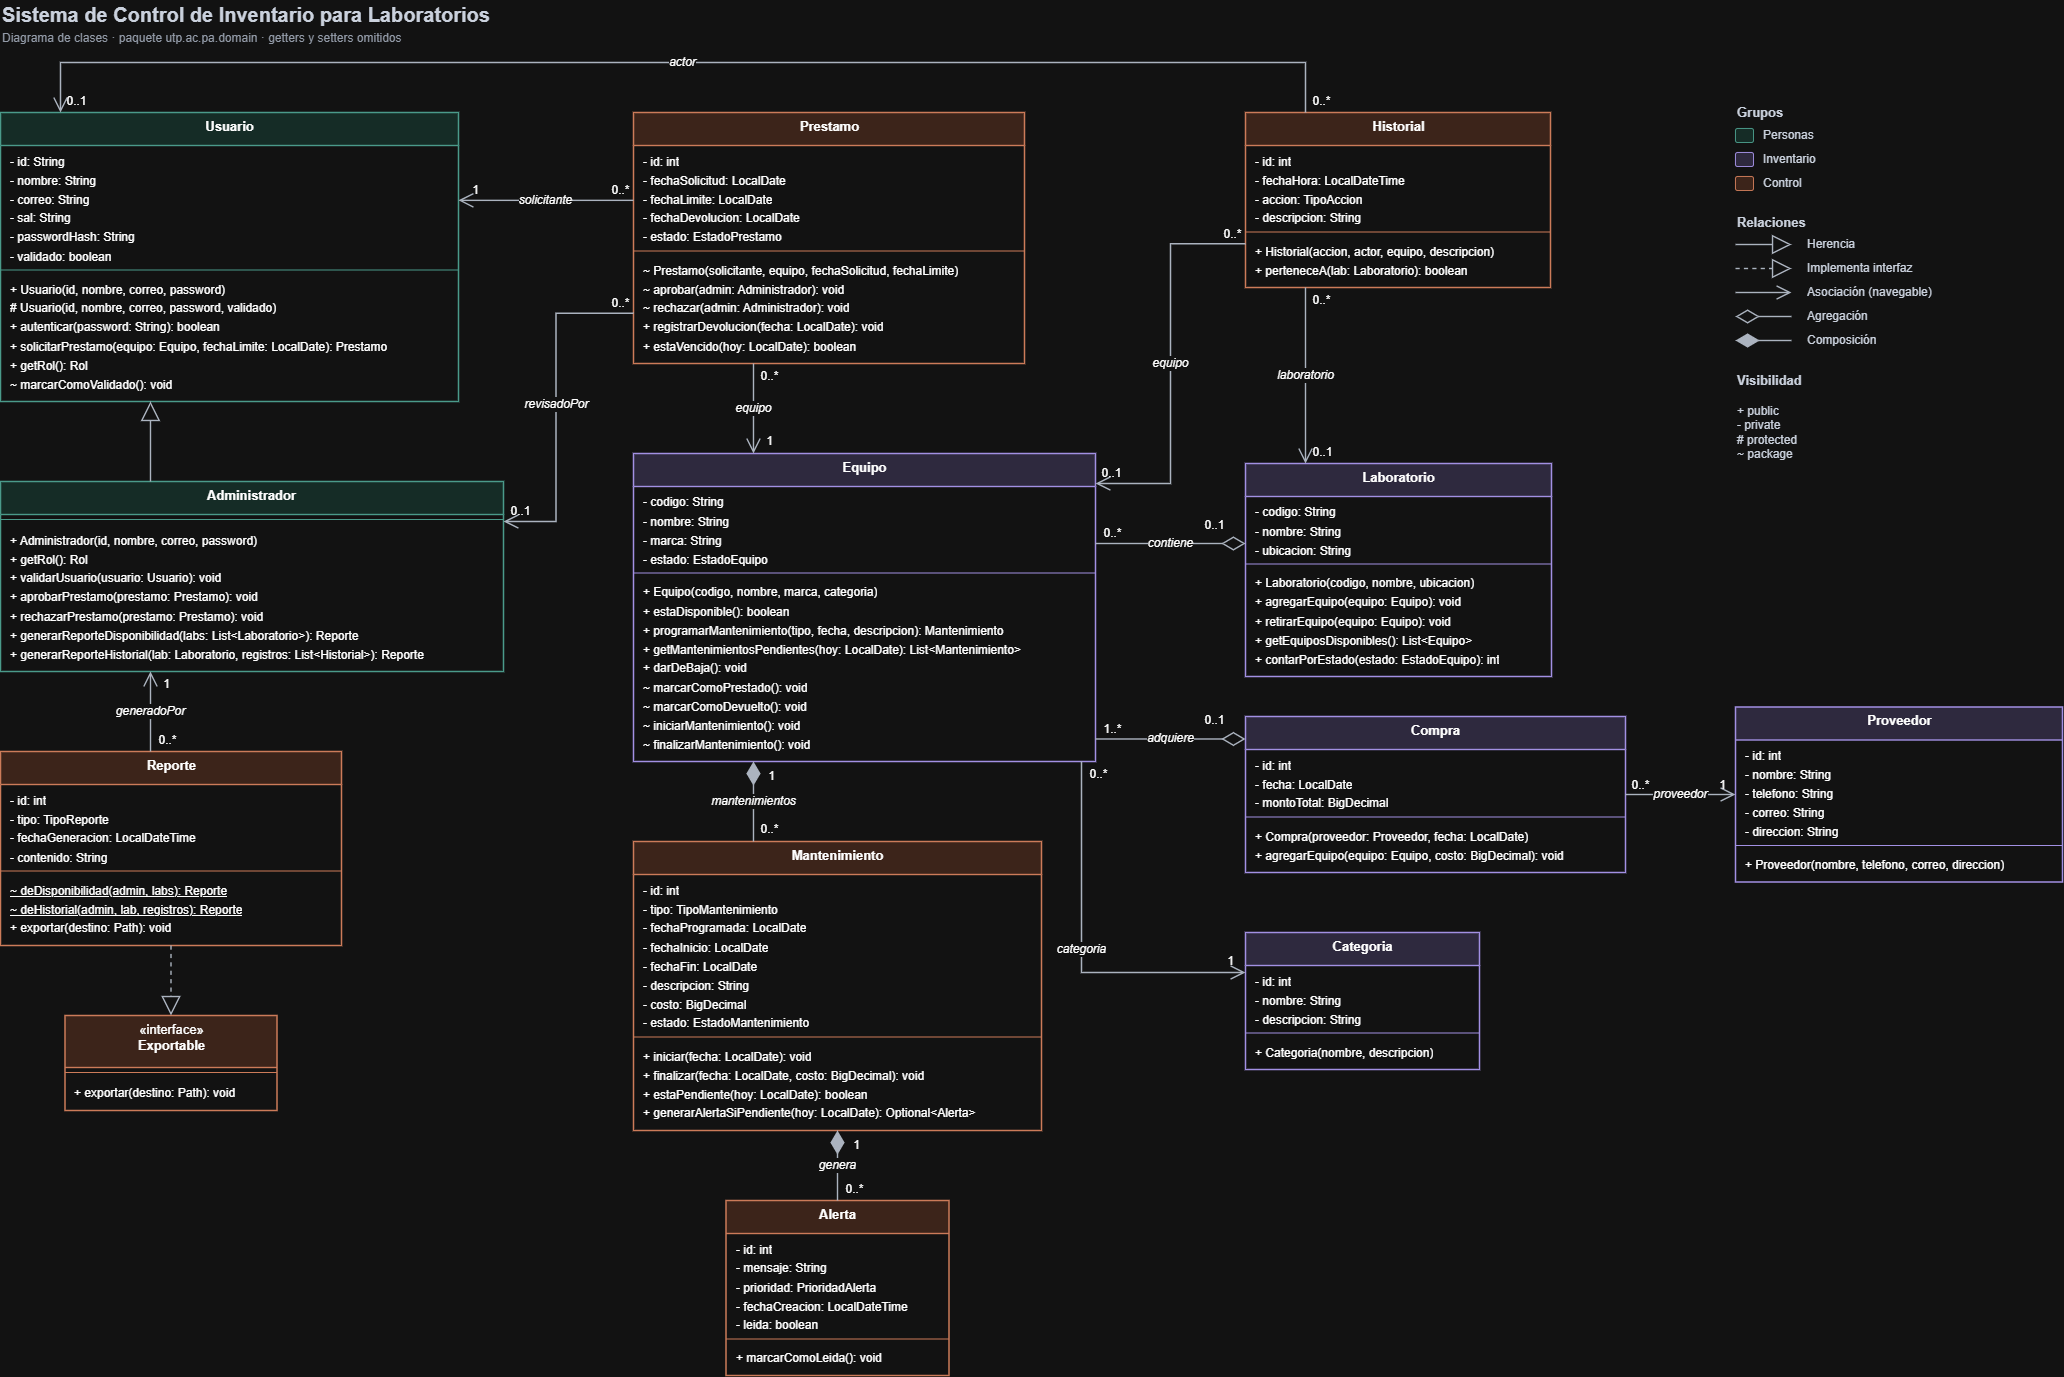 Sistema de Control de Inventario para Laboratorios
Diagrama de clases · paquete utp.ac.pa.domain · getters y setters omitidos
actor
0..1
0..*
Usuario
- id: String
- nombre: String
- correo: String
- sal: String
- passwordHash: String
- validado: boolean
+ Usuario(id, nombre, correo, password)
# Usuario(id, nombre, correo, password, validado)
+ autenticar(password: String): boolean
+ solicitarPrestamo(equipo: Equipo, fechaLimite: LocalDate): Prestamo
+ getRol(): Rol
~ marcarComoValidado(): void
1
solicitante
0..*
Prestamo
- id: int
- fechaSolicitud: LocalDate
- fechaLimite: LocalDate
- fechaDevolucion: LocalDate
- estado: EstadoPrestamo
~ Prestamo(solicitante, equipo, fechaSolicitud, fechaLimite)
~ aprobar(admin: Administrador): void
~ rechazar(admin: Administrador): void
+ registrarDevolucion(fecha: LocalDate): void
+ estaVencido(hoy: LocalDate): boolean
0..*
revisadoPor
0..1
0..*
equipo
1
Historial
- id: int
- fechaHora: LocalDateTime
- accion: TipoAccion
- descripcion: String
+ Historial(accion, actor, equipo, descripcion)
+ perteneceA(lab: Laboratorio): boolean
0..*
equipo
0..1
0..*
laboratorio
0..1
Grupos
Personas
Inventario
Control
Relaciones
Herencia
Implementa interfaz
Asociación (navegable)
Agregación
Composición
Visibilidad
+ public
- private
# protected
~ package
Administrador
+ Administrador(id, nombre, correo, password)
+ getRol(): Rol
+ validarUsuario(usuario: Usuario): void
+ aprobarPrestamo(prestamo: Prestamo): void
+ rechazarPrestamo(prestamo: Prestamo): void
+ generarReporteDisponibilidad(labs: List<Laboratorio>): Reporte
+ generarReporteHistorial(lab: Laboratorio, registros: List<Historial>): Reporte
1
generadoPor
0..*
Equipo
- codigo: String
- nombre: String
- marca: String
- estado: EstadoEquipo
+ Equipo(codigo, nombre, marca, categoria)
+ estaDisponible(): boolean
+ programarMantenimiento(tipo, fecha, descripcion): Mantenimiento
+ getMantenimientosPendientes(hoy: LocalDate): List<Mantenimiento>
+ darDeBaja(): void
~ marcarComoPrestado(): void
~ marcarComoDevuelto(): void
~ iniciarMantenimiento(): void
~ finalizarMantenimiento(): void
0..*
contiene
0..1
Laboratorio
- codigo: String
- nombre: String
- ubicacion: String
+ Laboratorio(codigo, nombre, ubicacion)
+ agregarEquipo(equipo: Equipo): void
+ retirarEquipo(equipo: Equipo): void
+ getEquiposDisponibles(): List<Equipo>
+ contarPorEstado(estado: EstadoEquipo): int
1..*
adquiere
0..1
Compra
- id: int
- fecha: LocalDate
- montoTotal: BigDecimal
+ Compra(proveedor: Proveedor, fecha: LocalDate)
+ agregarEquipo(equipo: Equipo, costo: BigDecimal): void
0..*
proveedor
1
Proveedor
- id: int
- nombre: String
- telefono: String
- correo: String
- direccion: String
+ Proveedor(nombre, telefono, correo, direccion)
Reporte
- id: int
- tipo: TipoReporte
- fechaGeneracion: LocalDateTime
- contenido: String
~ deDisponibilidad(admin, labs): Reporte
~ deHistorial(admin, lab, registros): Reporte
+ exportar(destino: Path): void
«interface»
Exportable
+ exportar(destino: Path): void
1
mantenimientos
0..*
0..*
categoria
1
Mantenimiento
- id: int
- tipo: TipoMantenimiento
- fechaProgramada: LocalDate
- fechaInicio: LocalDate
- fechaFin: LocalDate
- descripcion: String
- costo: BigDecimal
- estado: EstadoMantenimiento
+ iniciar(fecha: LocalDate): void
+ finalizar(fecha: LocalDate, costo: BigDecimal): void
+ estaPendiente(hoy: LocalDate): boolean
+ generarAlertaSiPendiente(hoy: LocalDate): Optional<Alerta>
Categoria
- id: int
- nombre: String
- descripcion: String
+ Categoria(nombre, descripcion)
1
genera
0..*
Alerta
- id: int
- mensaje: String
- prioridad: PrioridadAlerta
- fechaCreacion: LocalDateTime
- leida: boolean
+ marcarComoLeida(): void